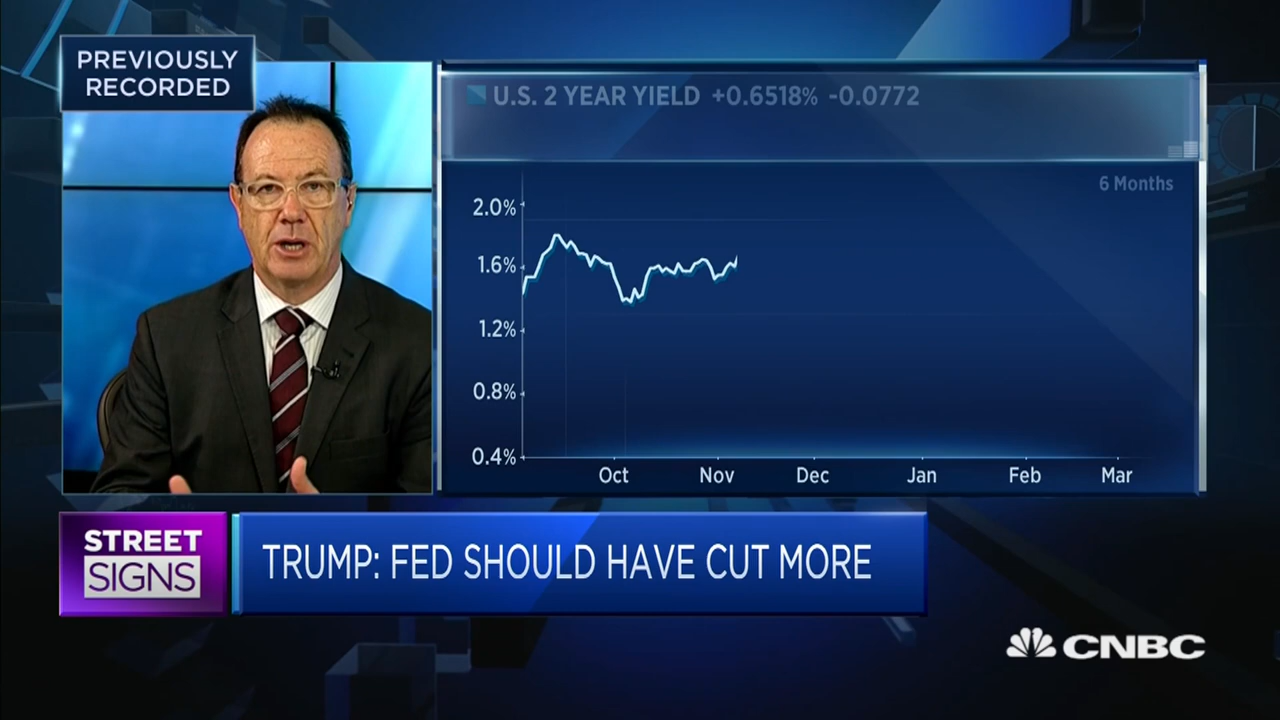 PREVIOUSLY
RECORDED
U.S. 2 YEAR YIELD +0.6518% -0.0772
6 Months
2.0%
1.6%
1.2%
0.8%
0.4%
Oct Nov Dec Jan Feb Mar
STREET
SIGNS
TRUMP: FED SHOULD HAVE CUT MORE
CNBC